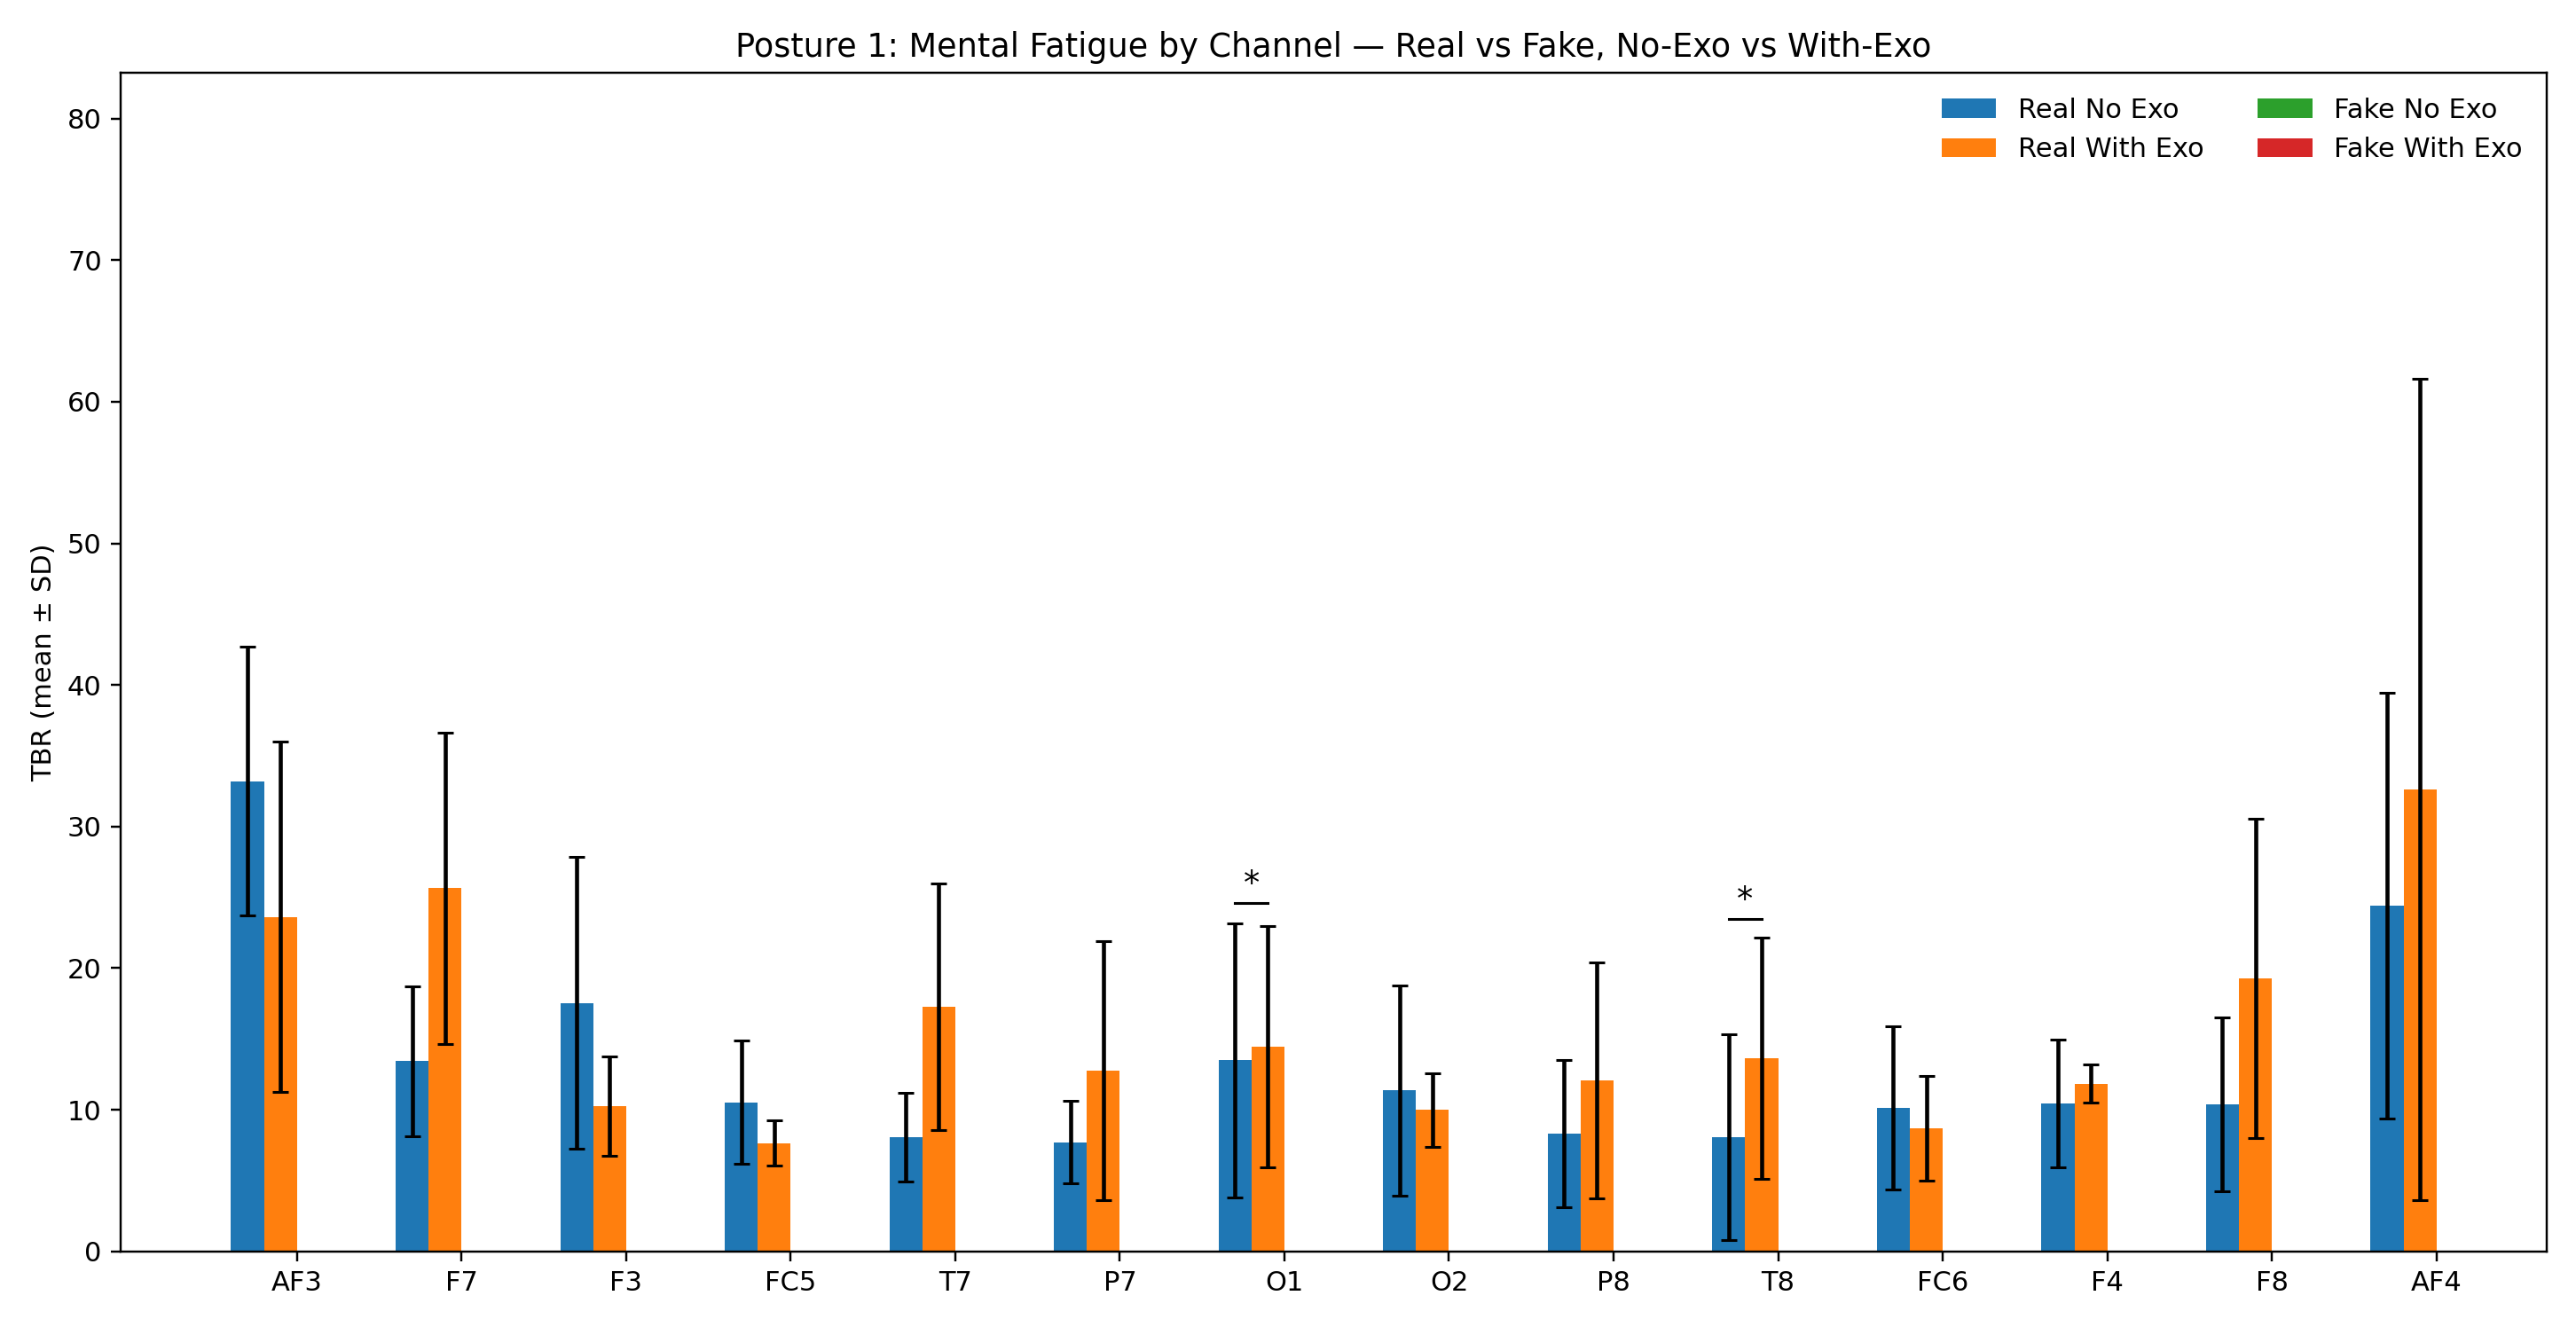 Posture 1: Mental Fatigue by Channel — Real vs Fake, No-Exo vs With-Exo
Real No Exo
Real With Exo
Fake No Exo
Fake With Exo
TBR (mean ± SD)
80
70
60
50
40
30
20
10
0
*
*
AF3 F7 F3 FC5 T7 P7 O1 O2 P8 T8 FC6 F4 F8 AF4